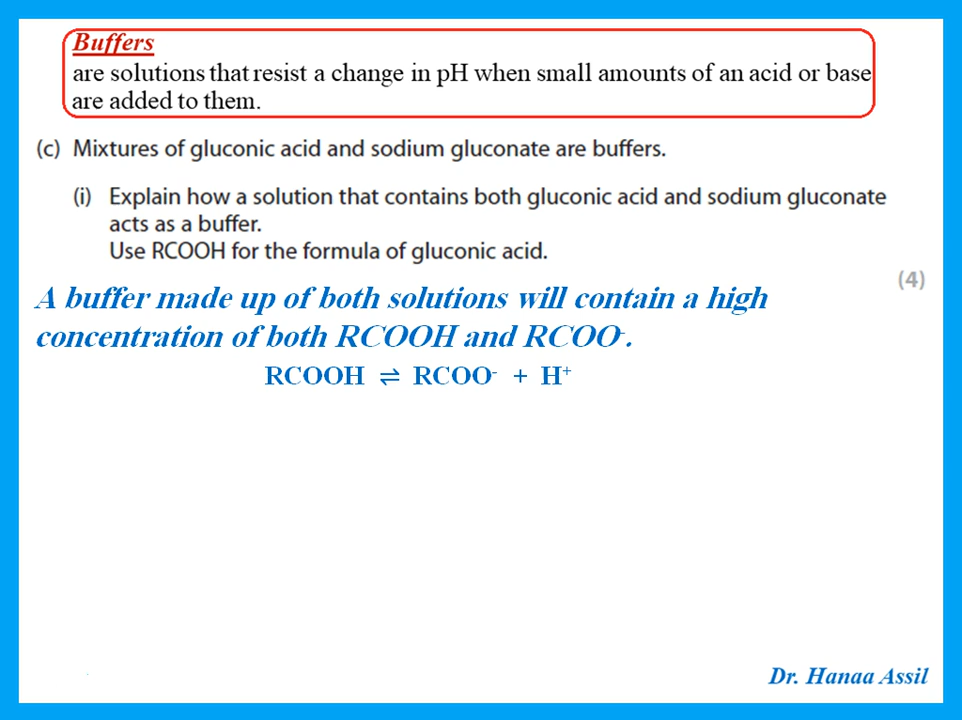 Buffers
are solutions that resist a change in pH when small amounts of an acid or base
are added to them.
(c) Mixtures of gluconic acid and sodium gluconate are buffers.
(i) Explain how a solution that contains both gluconic acid and sodium gluconate
acts as a buffer.
Use RCOOH for the formula of gluconic acid.
(4)
A buffer made up of both solutions will contain a high
concentration of both RCOOH and RCOO⁻.
RCOOH ⇌ RCOO⁻ + H⁺
Dr. Hanaa Assil